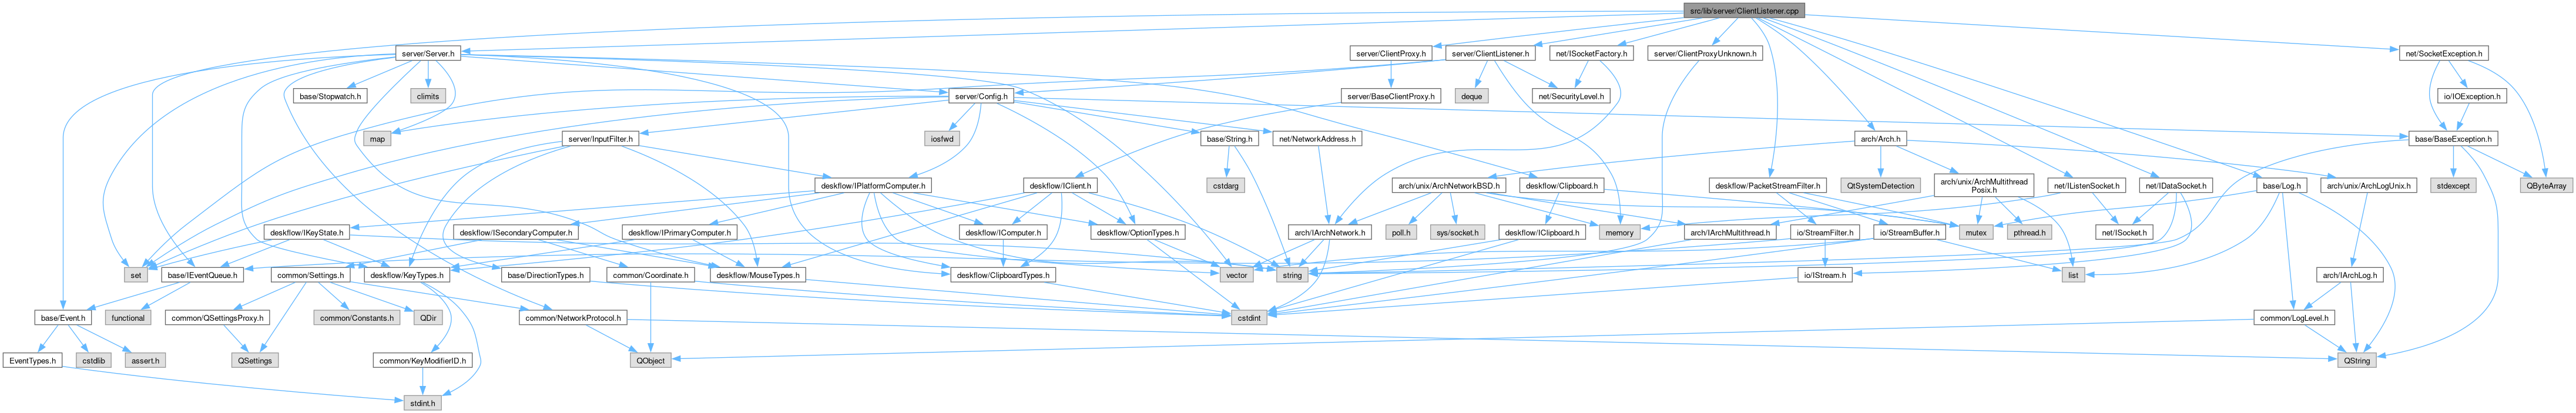 src/lib/server/ClientListener.cpp
server/Server.h
server/ClientProxy.h
server/ClientListener.h
net/ISocketFactory.h
server/ClientProxyUnknown.h
net/SocketException.h
base/Stopwatch.h
climits
server/Config.h
server/BaseClientProxy.h
deque
net/SecurityLevel.h
io/IOException.h
map
server/InputFilter.h
iosfwd
base/String.h
net/NetworkAddress.h
arch/Arch.h
base/BaseException.h
deskflow/IPlatformComputer.h
deskflow/IClient.h
cstdarg
arch/unix/ArchNetworkBSD.h
deskflow/Clipboard.h
deskflow/PacketStreamFilter.h
QtSystemDetection
arch/unix/ArchMultithread
Posix.h
net/IListenSocket.h
net/IDataSocket.h
base/Log.h
arch/unix/ArchLogUnix.h
stdexcept
QByteArray
deskflow/IKeyState.h
deskflow/ISecondaryComputer.h
deskflow/IPrimaryComputer.h
deskflow/IComputer.h
deskflow/OptionTypes.h
arch/IArchNetwork.h
poll.h
sys/socket.h
deskflow/IClipboard.h
memory
arch/IArchMultithread.h
io/StreamFilter.h
io/StreamBuffer.h
mutex
pthread.h
net/ISocket.h
set
base/IEventQueue.h
common/Settings.h
deskflow/KeyTypes.h
base/DirectionTypes.h
common/Coordinate.h
deskflow/MouseTypes.h
deskflow/ClipboardTypes.h
vector
string
io/IStream.h
list
arch/IArchLog.h
base/Event.h
functional
common/QSettingsProxy.h
common/Constants.h
QDir
common/NetworkProtocol.h
cstdint
common/LogLevel.h
EventTypes.h
cstdlib
assert.h
QSettings
common/KeyModifierID.h
QObject
QString
stdint.h